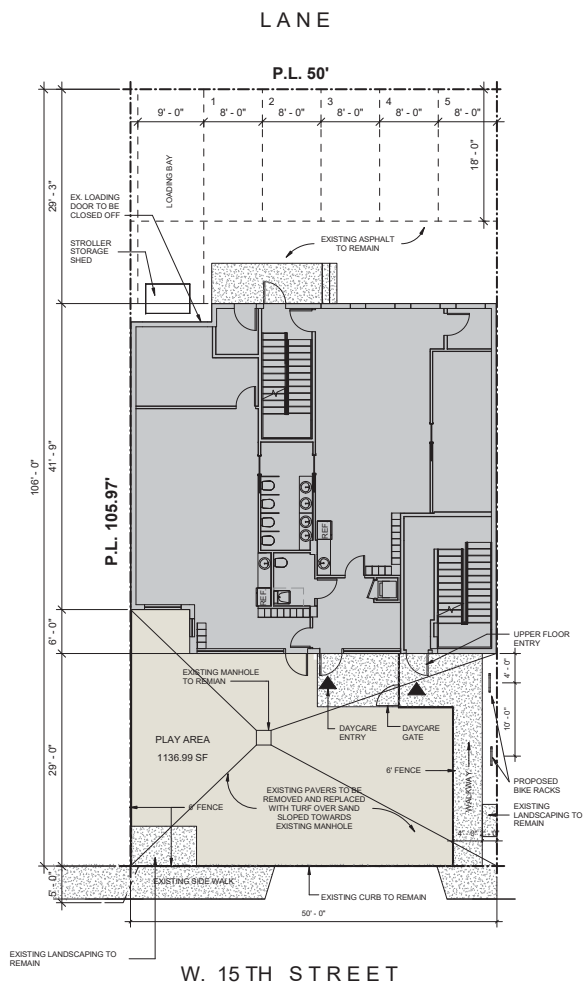 LANE
P.L. 50'
1
2
3
4
5
9' - 0"
8' - 0"
8' - 0"
8' - 0"
8' - 0"
8' - 0"
18' - 0"
29' - 3"
LOADING BAY
EX. LOADING
DOOR TO BE
CLOSED OFF
STROLLER
STORAGE
SHED
EXISTING ASPHALT
TO REMAIN
106' - 0"
41' - 9"
P.L. 105.97'
REF
REF
6' - 0"
UPPER FLOOR
ENTRY
4' - 0"
EXISTING MANHOLE
TO REMIAN
10' - 0"
DAYCARE
ENTRY
DAYCARE
GATE
PLAY AREA
1136.99 SF
29' - 0"
6' FENCE
WALKWAY
PROPOSED
BIKE RACKS
EXISTING PAVERS TO BE
REMOVED AND REPLACED
WITH TURF OVER SAND
SLOPED TOWARDS
EXISTING MANHOLE
6' FENCE
EXISTING
LANDSCAPING TO
REMAIN
4' - 0"
EXISTING SIDE WALK
5' - 0"
EXISTING CURB TO REMAIN
50' - 0"
EXISTING LANDSCAPING TO
REMAIN
W. 15TH STREET